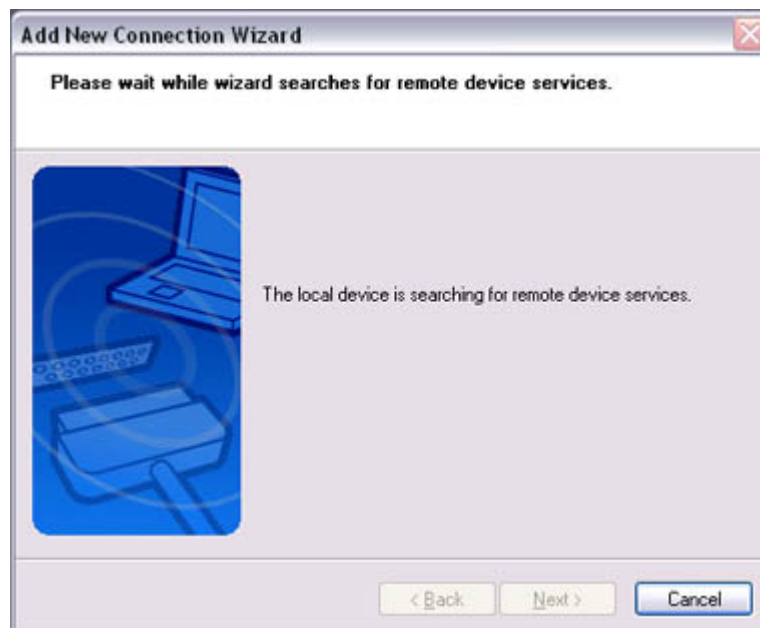 Add New Connection Wizard
Please wait while wizard searches for remote device services.
The local device is searching for remote device services.
< Back
Next >
Cancel